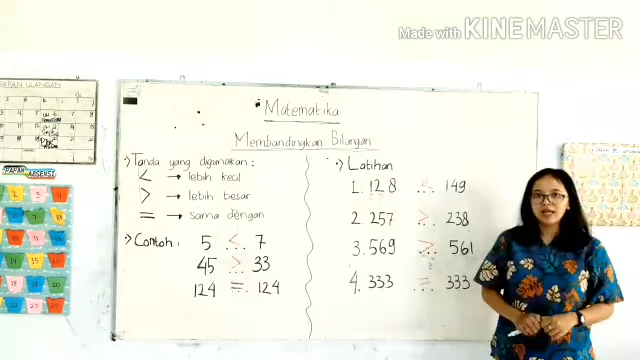 Made with KINEMASTER
PAPAN ULANGAN
PAPAN ABSENSI
Matematika
Membandingkan Bilangan
Tanda yang digunakan :
< → lebih kecil
> → lebih besar
= → sama dengan
Contoh : 5 < 7
45 > 33
124 = 124
Latihan
1. 128 < 149
2. 257 > 238
3. 569 > 561
4. 333 = 333